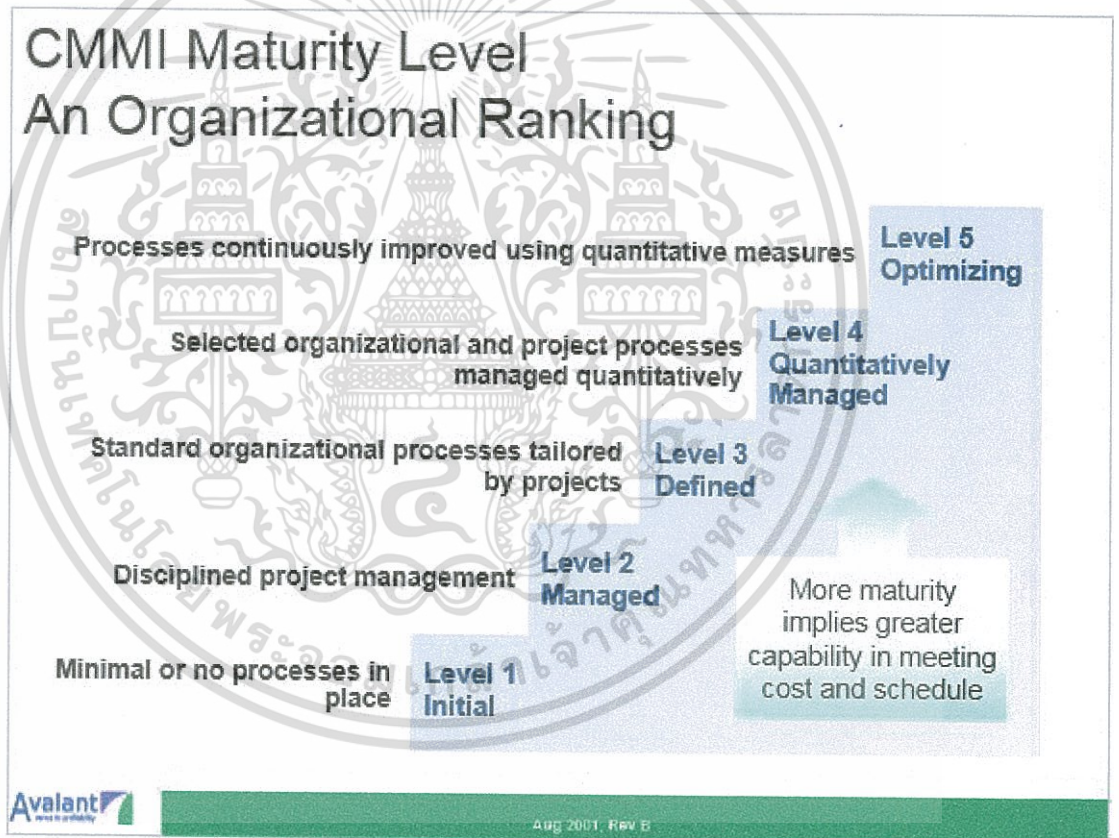 CMMI Maturity Level
An Organizational Ranking
Processes continuously improved using quantitative measures
Level 5
Optimizing
Selected organizational and project processes
managed quantitatively
Level 4
Quantitatively
Managed
Standard organizational processes tailored
by projects
Level 3
Defined
Disciplined project management
Level 2
Managed
Minimal or no processes in
place
Level 1
Initial
More maturity
implies greater
capability in meeting
cost and schedule
Avalant
Aug 2001, Rev B